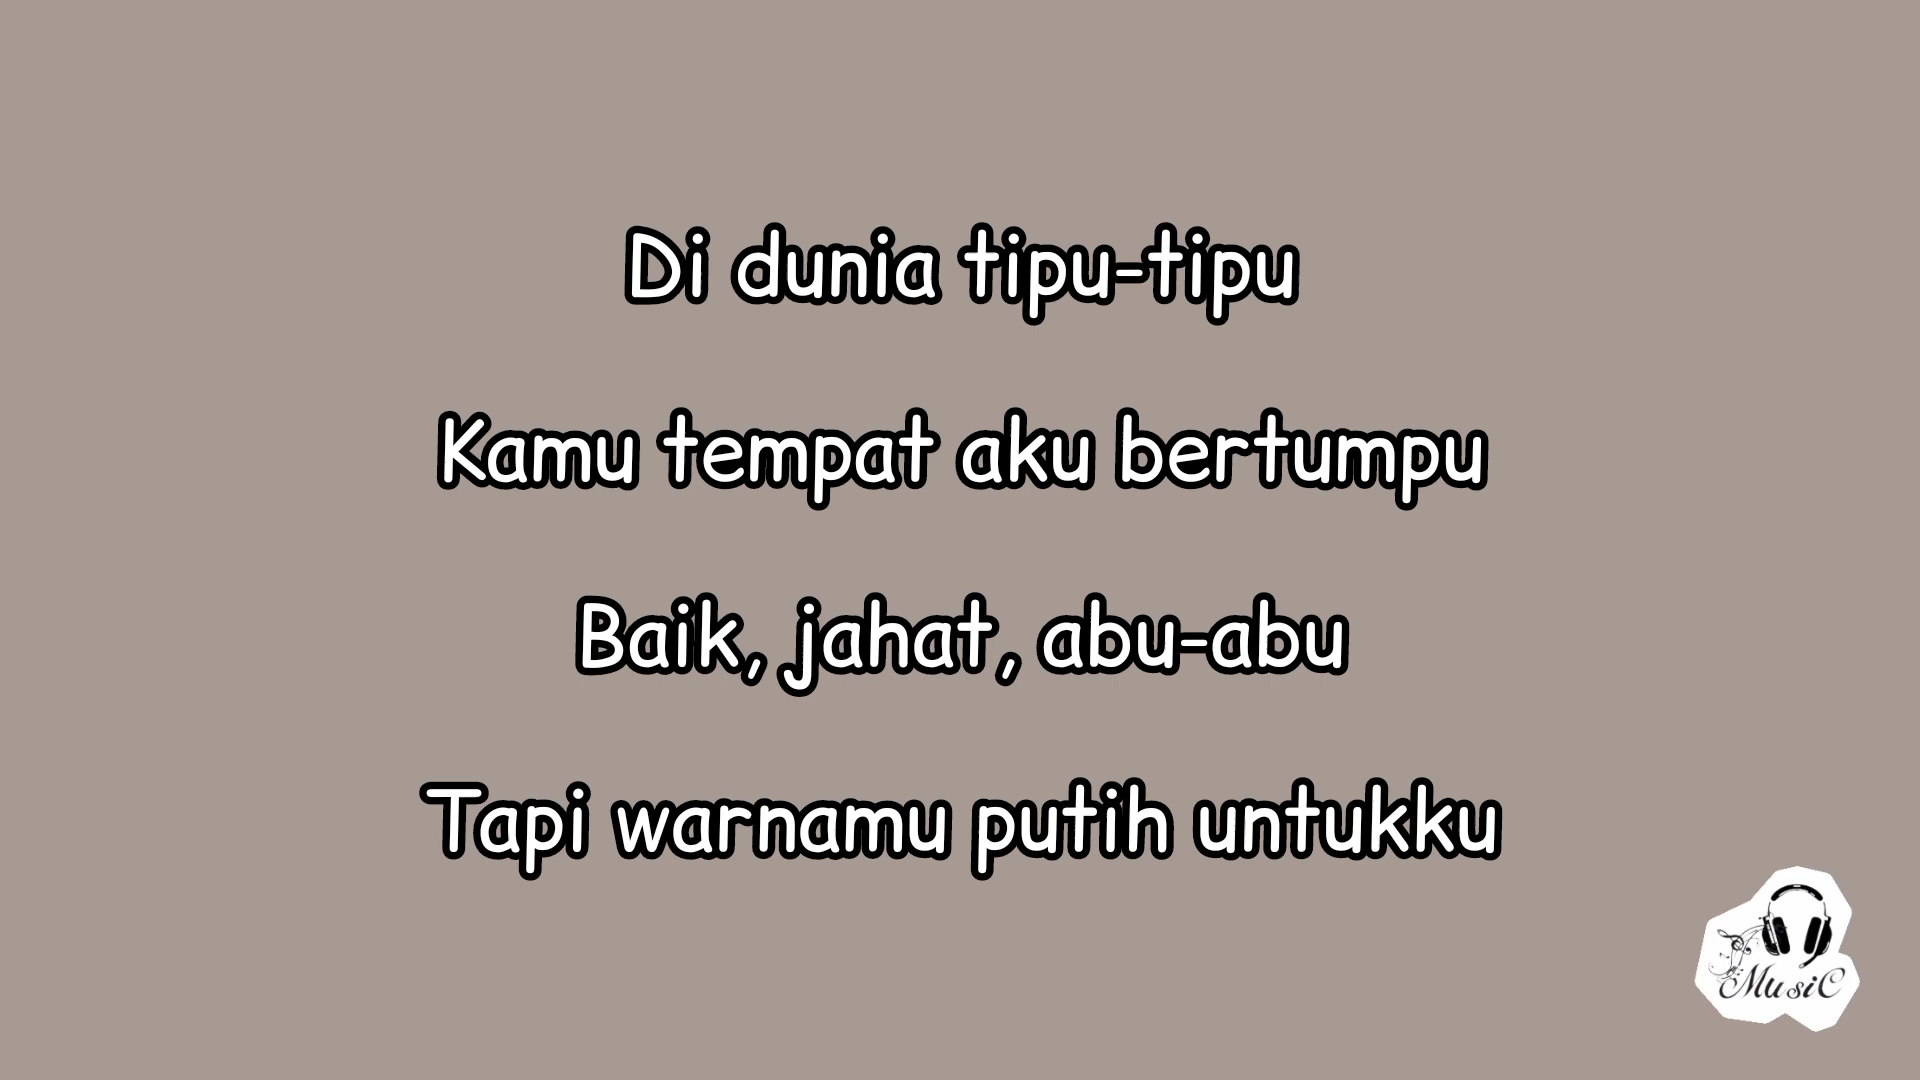 Di dunia tipu-tipu
Kamu tempat aku bertumpu
Baik, jahat, abu-abu
Tapi warnamu putih untukku
MusiC